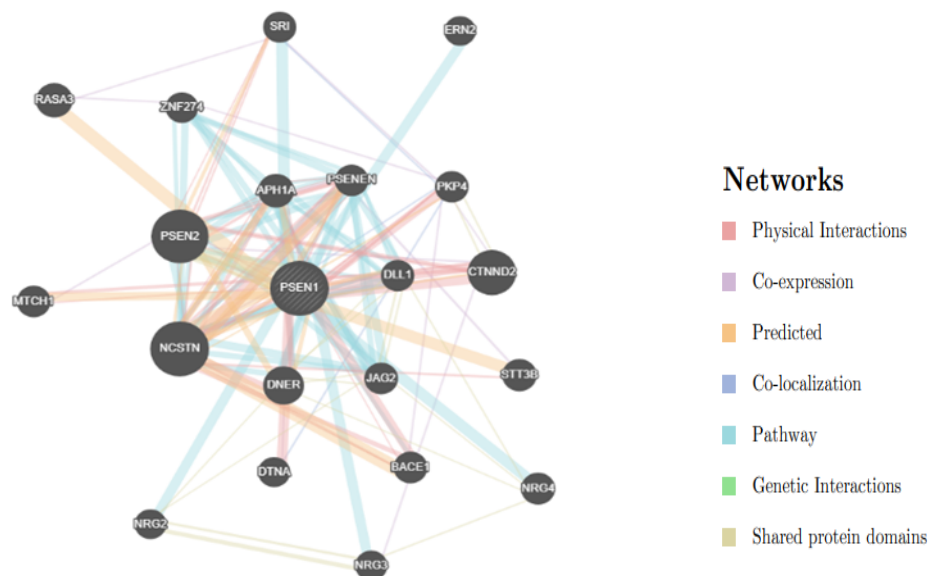 SRI
ERN2
RASA3
ZNF274
APH1A
PSENEN
PKP4
PSEN2
PSEN1
DLL1
CTNND2
MTCH1
NCSTN
DNER
JAG2
STT3B
DTNA
BACE1
NRG4
NRG2
NRG3
Networks
Physical Interactions
Co-expression
Predicted
Co-localization
Pathway
Genetic Interactions
Shared protein domains